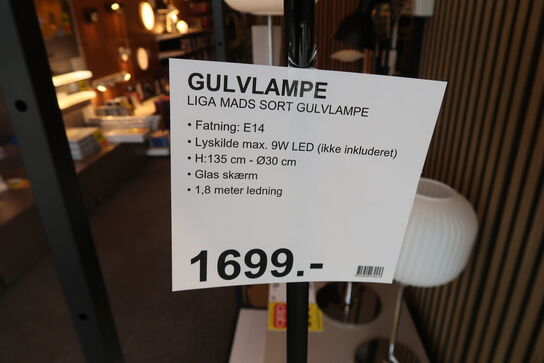 GULVLAMPE
LIGA MADS SORT GULVLAMPE
• Fatning: E14
• Lyskilde max. 9W LED (ikke inkluderet)
• H:135 cm - Ø30 cm
• Glas skærm
• 1,8 meter ledning
1699.-